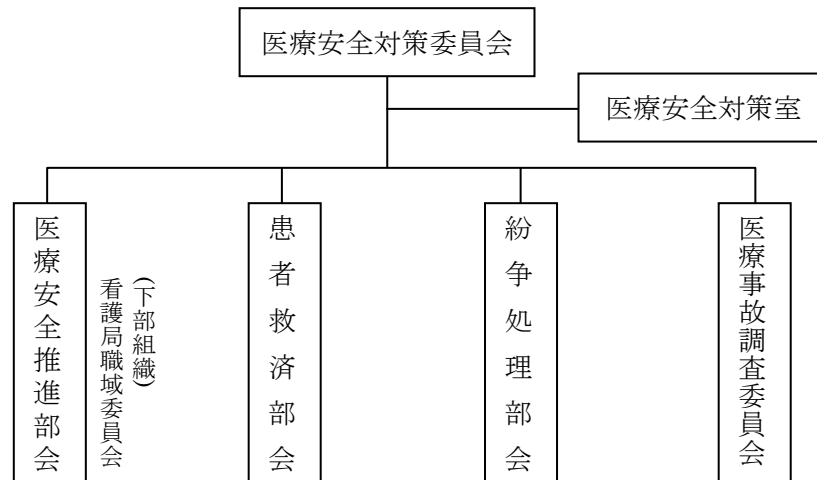 医療安全対策委員会
医療安全対策室
医療安全推進部会
(下部組織)
看護局職域委員会
患者救済部会
紛争処理部会
医療事故調査委員会